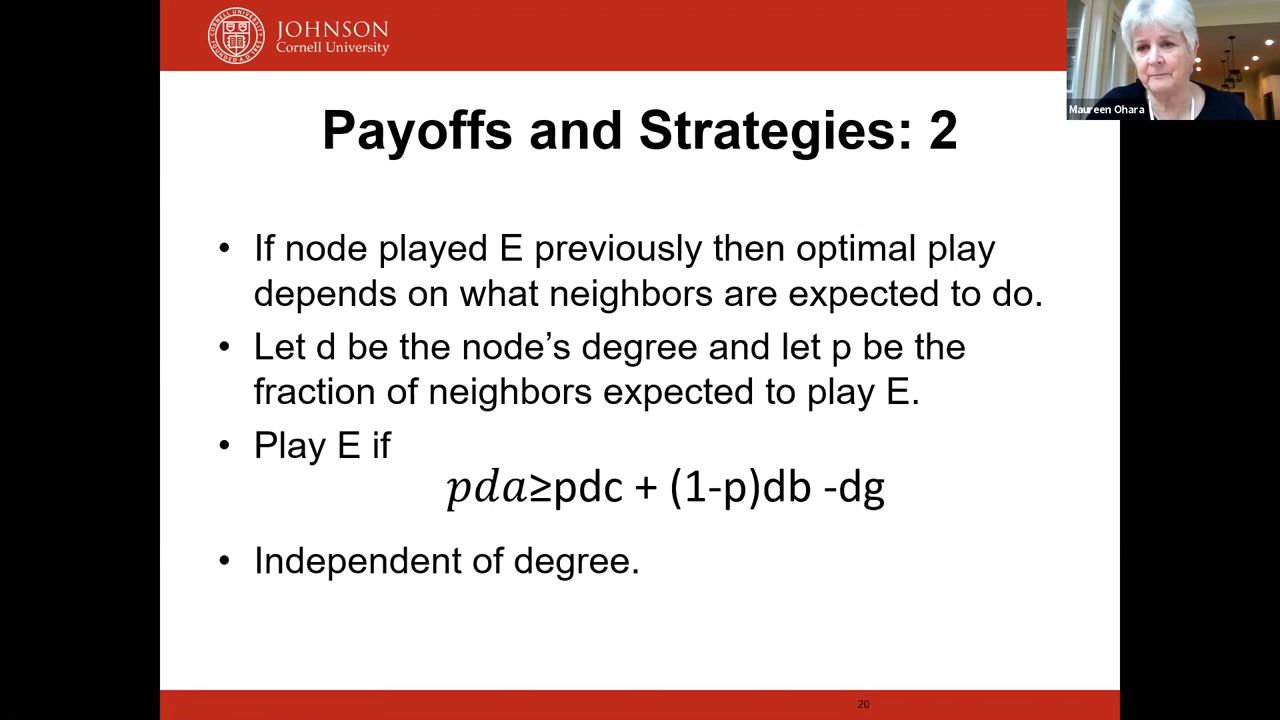 JOHNSON
Cornell University
Maureen Ohara
Payoffs and Strategies: 2
• If node played E previously then optimal play
depends on what neighbors are expected to do.
• Let d be the node’s degree and let p be the
fraction of neighbors expected to play E.
• Play E if
𝑝𝑑𝑎≥pdc + (1-p)db -dg
• Independent of degree.
20